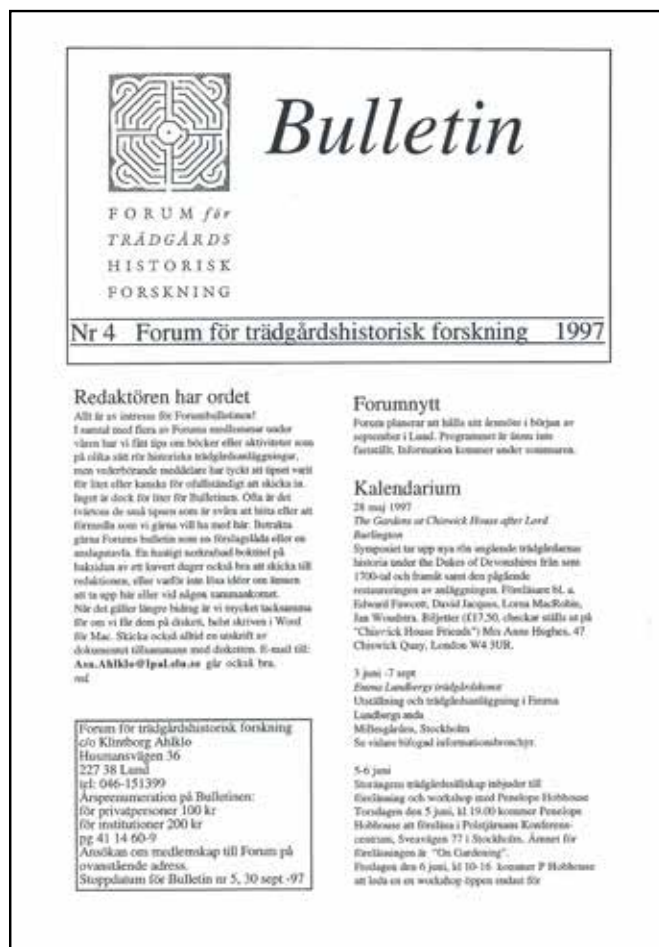 Bulletin
FORUM för
TRÄDGÅRDS
HISTORISK
FORSKNING
Nr 4 Forum för trädgårdshistorisk forskning 1997
Redaktören har ordet
Allt är av intresse för Forumbulletinen!
I samtal med flera av Forums medlemmar under
våren har vi fått tips om böcker eller aktiviteter som
på olika sätt rör historiska trädgårdsanläggningar,
men vederbörande meddelare har tyckt att tipset varit
för litet eller kanske för ofullständigt att skicka in.
Inget är dock för litet för Bulletinen. Ofta är det
tvärtom de små tipsen som är svåra att hitta eller att
förmedla som vi gärna vill ha med här. Betrakta
gärna Forums bulletin som en förslagslåda eller en
anslagstavla. En hastigt nerkrafsad boktitel på
baksidan av ett kuvert duger också bra att skicka till
redaktionen, eller varför inte lösa idéer om ämnen
att ta upp här eller vid någon sammankomst.
När det gäller längre bidrag är vi mycket tacksamma
för om vi får dem på diskett, helst skriven i Word
för Mac. Skicka också alltid en utskrift av
dokumentet tillsammans med disketten. E-mail till:
Asa.Ahlklo@lpal.slu.se går också bra.
red.
Forum för trädgårdshistorisk forskning
c/o Klintborg Ahlklo
Husmansvägen 36
227 38 Lund
tel: 046-151399
Årsprenumeration på Bulletinen:
för privatpersoner 100 kr
för institutioner 200 kr
pg 41 14 60-9
Ansökan om medlemskap till Forum på
ovanstående adress.
Stoppdatum för Bulletin nr 5, 30 sept -97
Forumnytt
Forum planerar att hålla sitt årsmöte i början av
september i Lund. Programmet är ännu inte
fastställt. Information kommer under sommaren.
Kalendarium
28 maj 1997
The Gardens at Chiswick House after Lord
Burlington
Symposiet tar upp nya rön angående trädgårdarnas
historia under the Dukes of Devonshires från sent
1700-tal och framåt samt den pågående
restaureringen av anläggningen. Föreläsare bl. a.
Edward Fawcett, David Jacques, Lorna MacRobin,
Jan Woudstra. Biljetter (£17,50, checkar ställs ut på
"Chiswick House Friends") Mrs Anne Hughes, 47
Chiswick Quay, London W4 3UR.
3 juni -7 sept
Emma Lundbergs trädgårdskonst
Utställning och trädgårdsanläggning i Emma
Lundbergs anda
Millesgården, Stockholm
Se vidare bifogad informationsbroschyr.
5-6 juni
Storängens trädgårdssällskap inbjuder till
föreläsning och workshop med Penelope Hobhouse
Torsdagen den 5 juni, kl 19.00 kommer Penelope
Hobhouse att föreläsa i Polstjärnans Konferens-
centrum, Sveavägen 77 i Stockholm. Ämnet för
föreläsningen är "On Gardening".
Fredagen den 6 juni, kl 10-16 kommer P Hobhouse
att leda en en workshop öppen endast för